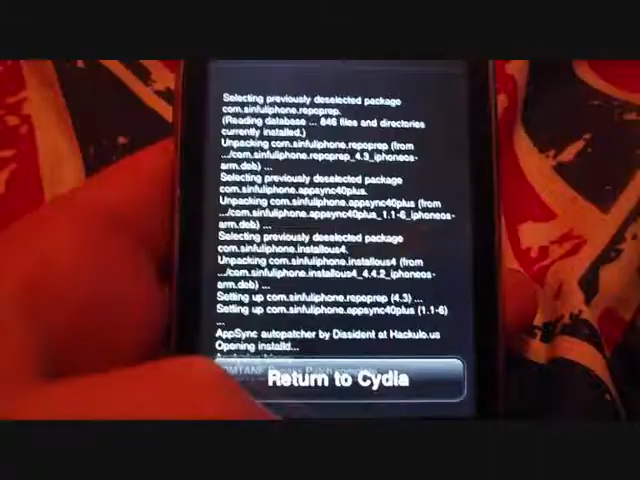 Selecting previously deselected package
com.sinfuliphone.repoprep.
(Reading database ... 846 files and directories
currently installed.)
Unpacking com.sinfuliphone.repoprep (from
.../com.sinfuliphone.repoprep_4.3_iphoneos-
arm.deb) ...
Selecting previously deselected package
com.sinfuliphone.appsync40plus.
Unpacking com.sinfuliphone.appsync40plus (from
.../com.sinfuliphone.appsync40plus_1.1-6_iphoneos-
arm.deb) ...
Selecting previously deselected package
com.sinfuliphone.installous4.
Unpacking com.sinfuliphone.installous4 (from
.../com.sinfuliphone.installous4_4.4.2_iphoneos-
arm.deb) ...
Setting up com.sinfuliphone.repoprep (4.3) ...
Setting up com.sinfuliphone.appsync40plus (1.1-6)
...
AppSync autopatcher by Dissident at Hackulo.us
Opening installd...
Return to Cydia